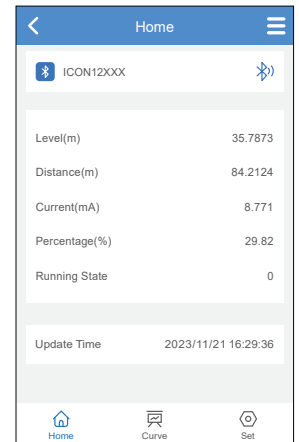 Home
ICON12XXX
Level(m) 35.7873
Distance(m) 84.2124
Current(mA) 8.771
Percentage(%) 29.82
Running State 0
Update Time 2023/11/21 16:29:36
Home Curve Set